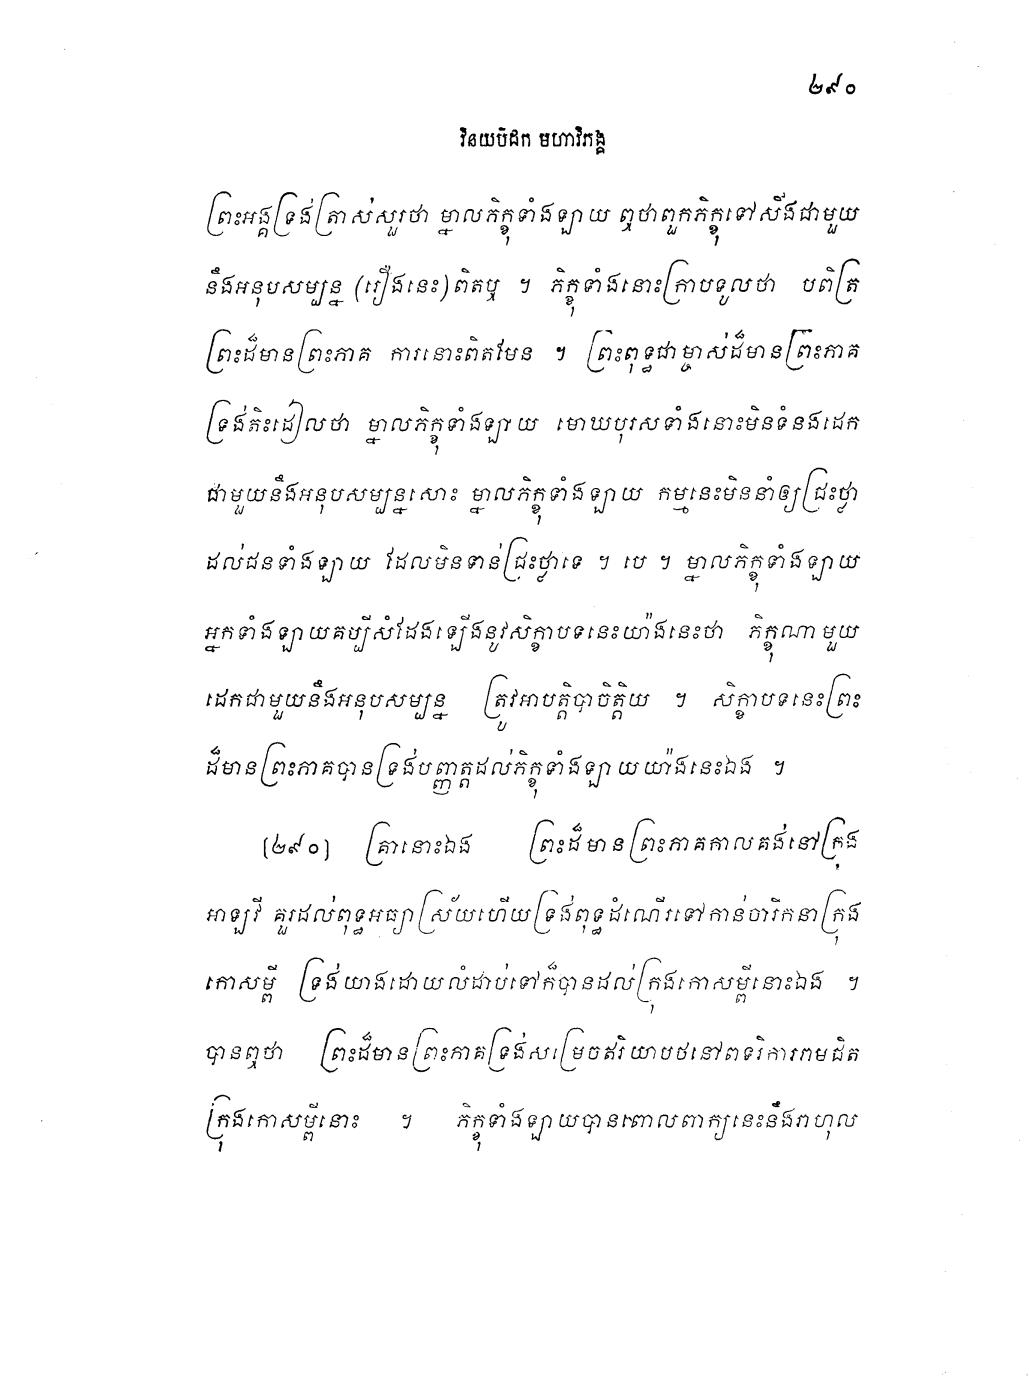 ២៩០
វិនយបិដក មហាវិភង្គ
ព្រះអង្គទ្រង់ត្រាស់សួរថា ម្នាលភិក្ខុទាំងឡាយ ឮថាពួកភិក្ខុទៅសឹងជាមួយ
នឹងអនុបសម្បន្ន (រឿងនេះ) ពិតឬ ។ ភិក្ខុទាំងនោះក្រាបទូលថា បពិត្រ
ព្រះដ៏មានព្រះភាគ ការនោះពិតមែន ។ ព្រះពុទ្ធជាម្ចាស់ដ៏មានព្រះភាគ
ទ្រង់តិះដៀលថា ម្នាលភិក្ខុទាំងឡាយ មោឃបុរសទាំងនោះមិនទំនងដេក
ជាមួយនឹងអនុបសម្បន្នសោះ ម្នាលភិក្ខុទាំងឡាយ កម្មនេះមិននាំឲ្យជ្រះថ្លា
ដល់ជនទាំងឡាយ ដែលមិនទាន់ជ្រះថ្លាទេ ។ បេ ។ ម្នាលភិក្ខុទាំងឡាយ
អ្នកទាំងឡាយគប្បីសំដែងឡើងនូវសិក្ខាបទនេះយ៉ាងនេះថា ភិក្ខុណាមួយ
ដេកជាមួយនឹងអនុបសម្បន្ន ត្រូវអាបត្តិបាចិត្តិយ ។ សិក្ខាបទនេះព្រះ
ដ៏មានព្រះភាគបានទ្រង់បញ្ញត្តដល់ភិក្ខុទាំងឡាយយ៉ាងនេះឯង ។
[២៩០] គ្រានោះឯង ព្រះដ៏មានព្រះភាគកាលគង់នៅក្រុង
អាឡវី គួរដល់ពុទ្ធអធ្យាស្រ័យហើយទ្រង់ពុទ្ធដំណើរទៅកាន់ចារិកនាក្រុង
កោសម្ពី ទ្រង់យាងដោយលំដាប់ទៅក៏បានដល់ក្រុងកោសម្ពីនោះឯង ។
បានឮថា ព្រះដ៏មានព្រះភាគទ្រង់សម្រេចឥរិយាបថនៅពទរិការាមជិត
ក្រុងកោសម្ពីនោះ ។ ភិក្ខុទាំងឡាយបានពោលពាក្យនេះនឹងរាហុល